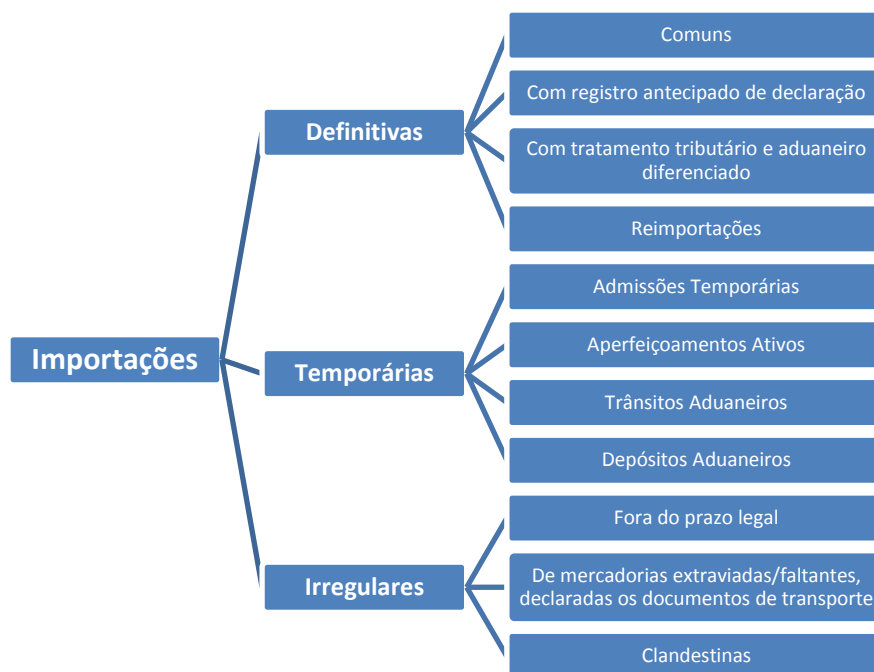 Importações
Definitivas
Comuns
Com registro antecipado de declaração
Com tratamento tributário e aduaneiro
diferenciado
Reimportações
Temporárias
Admissões Temporárias
Aperfeiçoamentos Ativos
Trânsitos Aduaneiros
Depósitos Aduaneiros
Irregulares
Fora do prazo legal
De mercadorias extraviadas/faltantes,
declaradas os documentos de transporte
Clandestinas